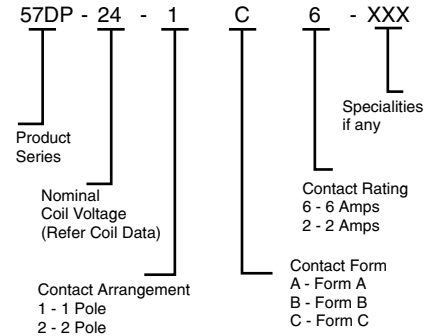 57DP - 24 - 1 C 6 - XXX
Specialities
if any
Product
Series
Contact Rating
6 - 6 Amps
2 - 2 Amps
Nominal
Coil Voltage
(Refer Coil Data)
Contact Form
A - Form A
B - Form B
C - Form C
Contact Arrangement
1 - 1 Pole
2 - 2 Pole